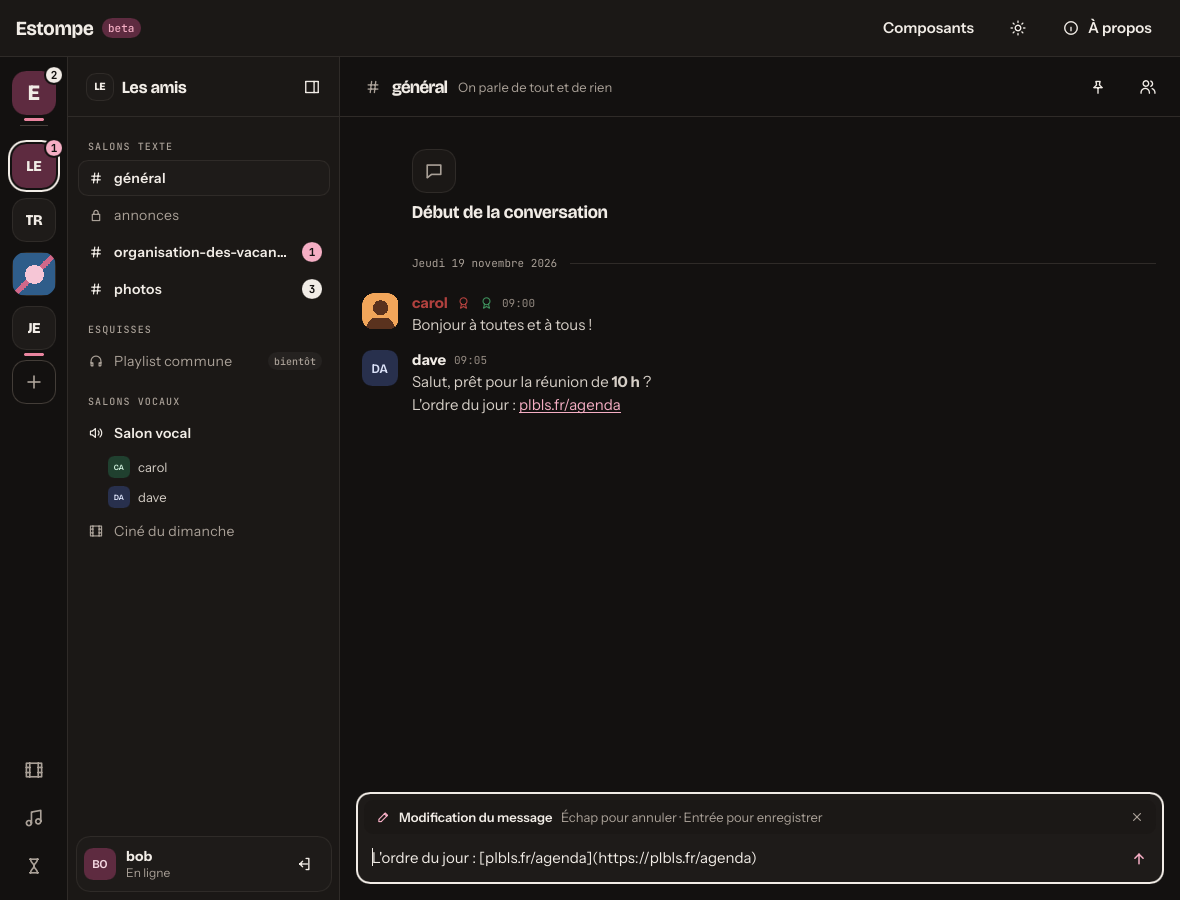 Estompe beta
Composants
À propos
E 2
LE 1
TR
JE
LE Les amis
SALONS TEXTE
# général
annonces
# organisation-des-vacan... 1
# photos 3
ESQUISSES
Playlist commune bientôt
SALONS VOCAUX
Salon vocal
CA carol
DA dave
Ciné du dimanche
BO bob
En ligne
# général On parle de tout et de rien
Début de la conversation
Jeudi 19 novembre 2026
carol 09:00
Bonjour à toutes et à tous !
DA dave 09:05
Salut, prêt pour la réunion de 10 h ?
L'ordre du jour : plbls.fr/agenda
Modification du message Échap pour annuler · Entrée pour enregistrer
L'ordre du jour : [plbls.fr/agenda](https://plbls.fr/agenda)